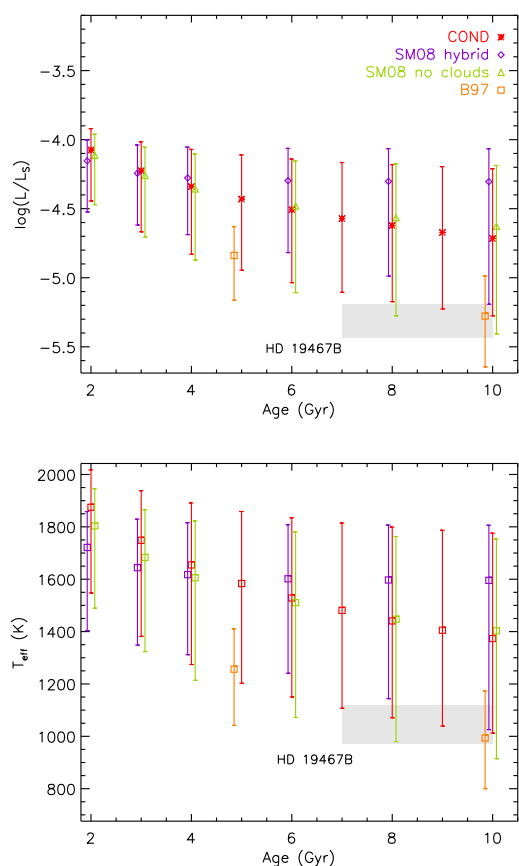 COND
SM08 hybrid
SM08 no clouds
B97
-3.5
-4.0
-4.5
-5.0
-5.5
log(L/Ls)
HD 19467B
2 4 6 8 10
Age (Gyr)
2000
1800
1600
1400
1200
1000
800
Teff (K)
HD 19467B
2 4 6 8 10
Age (Gyr)